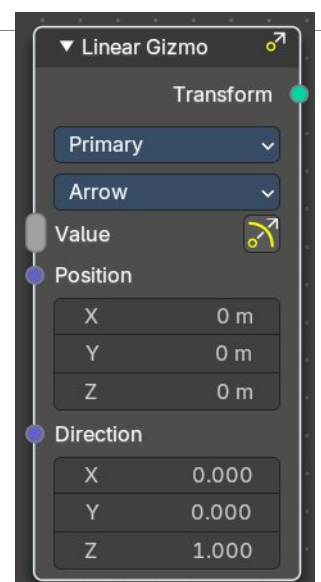 Linear Gizmo
Transform
Primary
Arrow
Value
Position
X 0 m
Y 0 m
Z 0 m
Direction
X 0.000
Y 0.000
Z 1.000